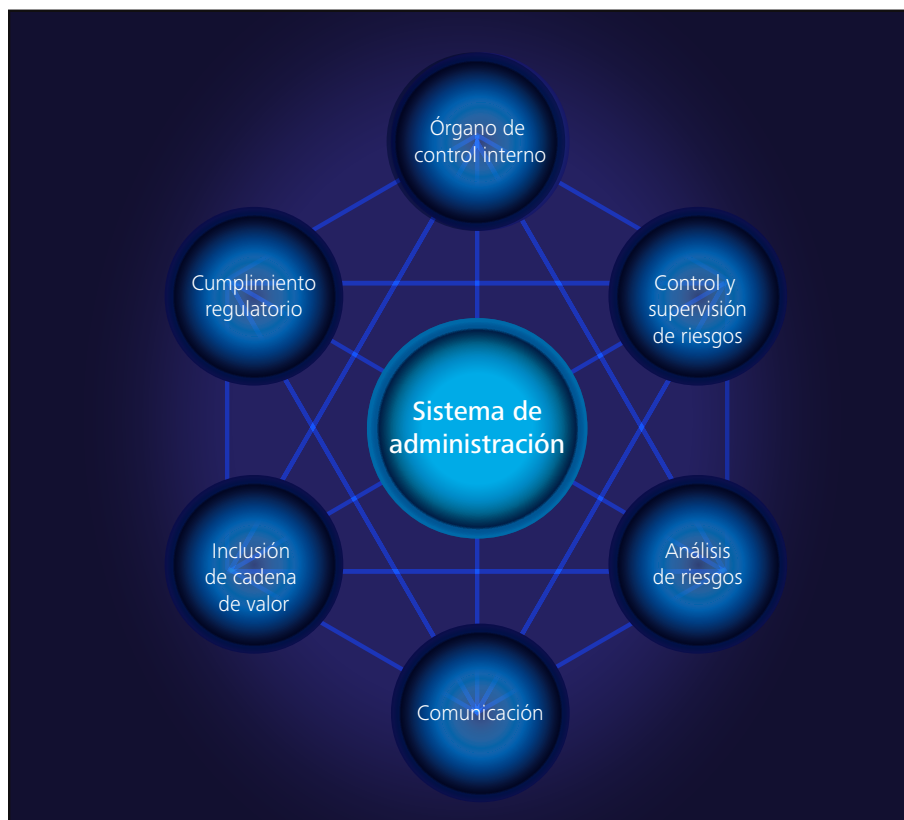 Órgano de
control interno
Cumplimiento
regulatorio
Control y
supervisión
de riesgos
Sistema de
administración
Inclusión
de cadena
de valor
Análisis
de riesgos
Comunicación